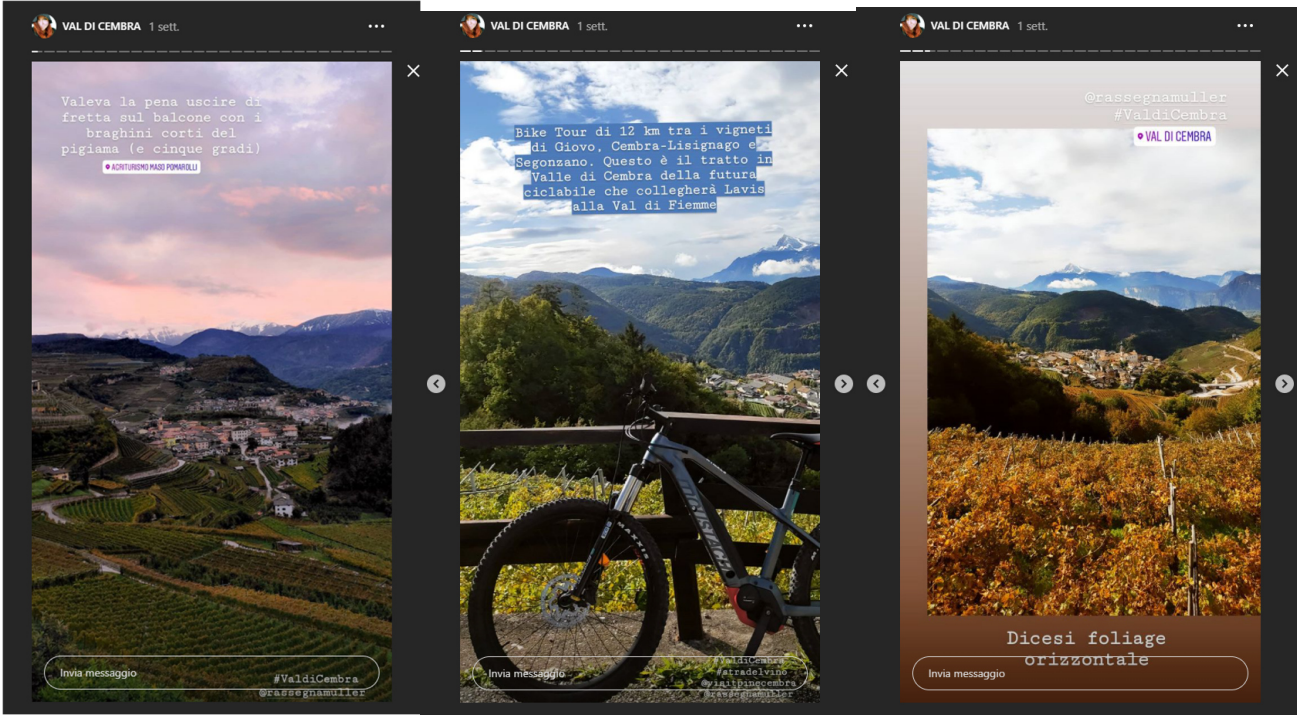 VAL DI CEMBRA 1 sett.
Valeva la pena uscire di
fretta sul balcone con i
braghini corti del
pigiama (e cinque gradi)
AGRITURISMO MASO POMAROLLI
Invia messaggio
#ValdiCembra
@rassegnamuller
VAL DI CEMBRA 1 sett.
Bike Tour di 12 km tra i vigneti
di Giovo, Cembra-Lisignago e
Segonzano. Questo è il tratto in
Valle di Cembra della futura
ciclabile che collegherà Lavis
alla Val di Fiemme
Invia messaggio
#ValdiCembra
#stradelvino
@visitpinecembra
@rassegnamuller
VAL DI CEMBRA 1 sett.
@rassegnamuller
#ValdiCembra
VAL DI CEMBRA
Dicesi foliage
orizzontale
Invia messaggio